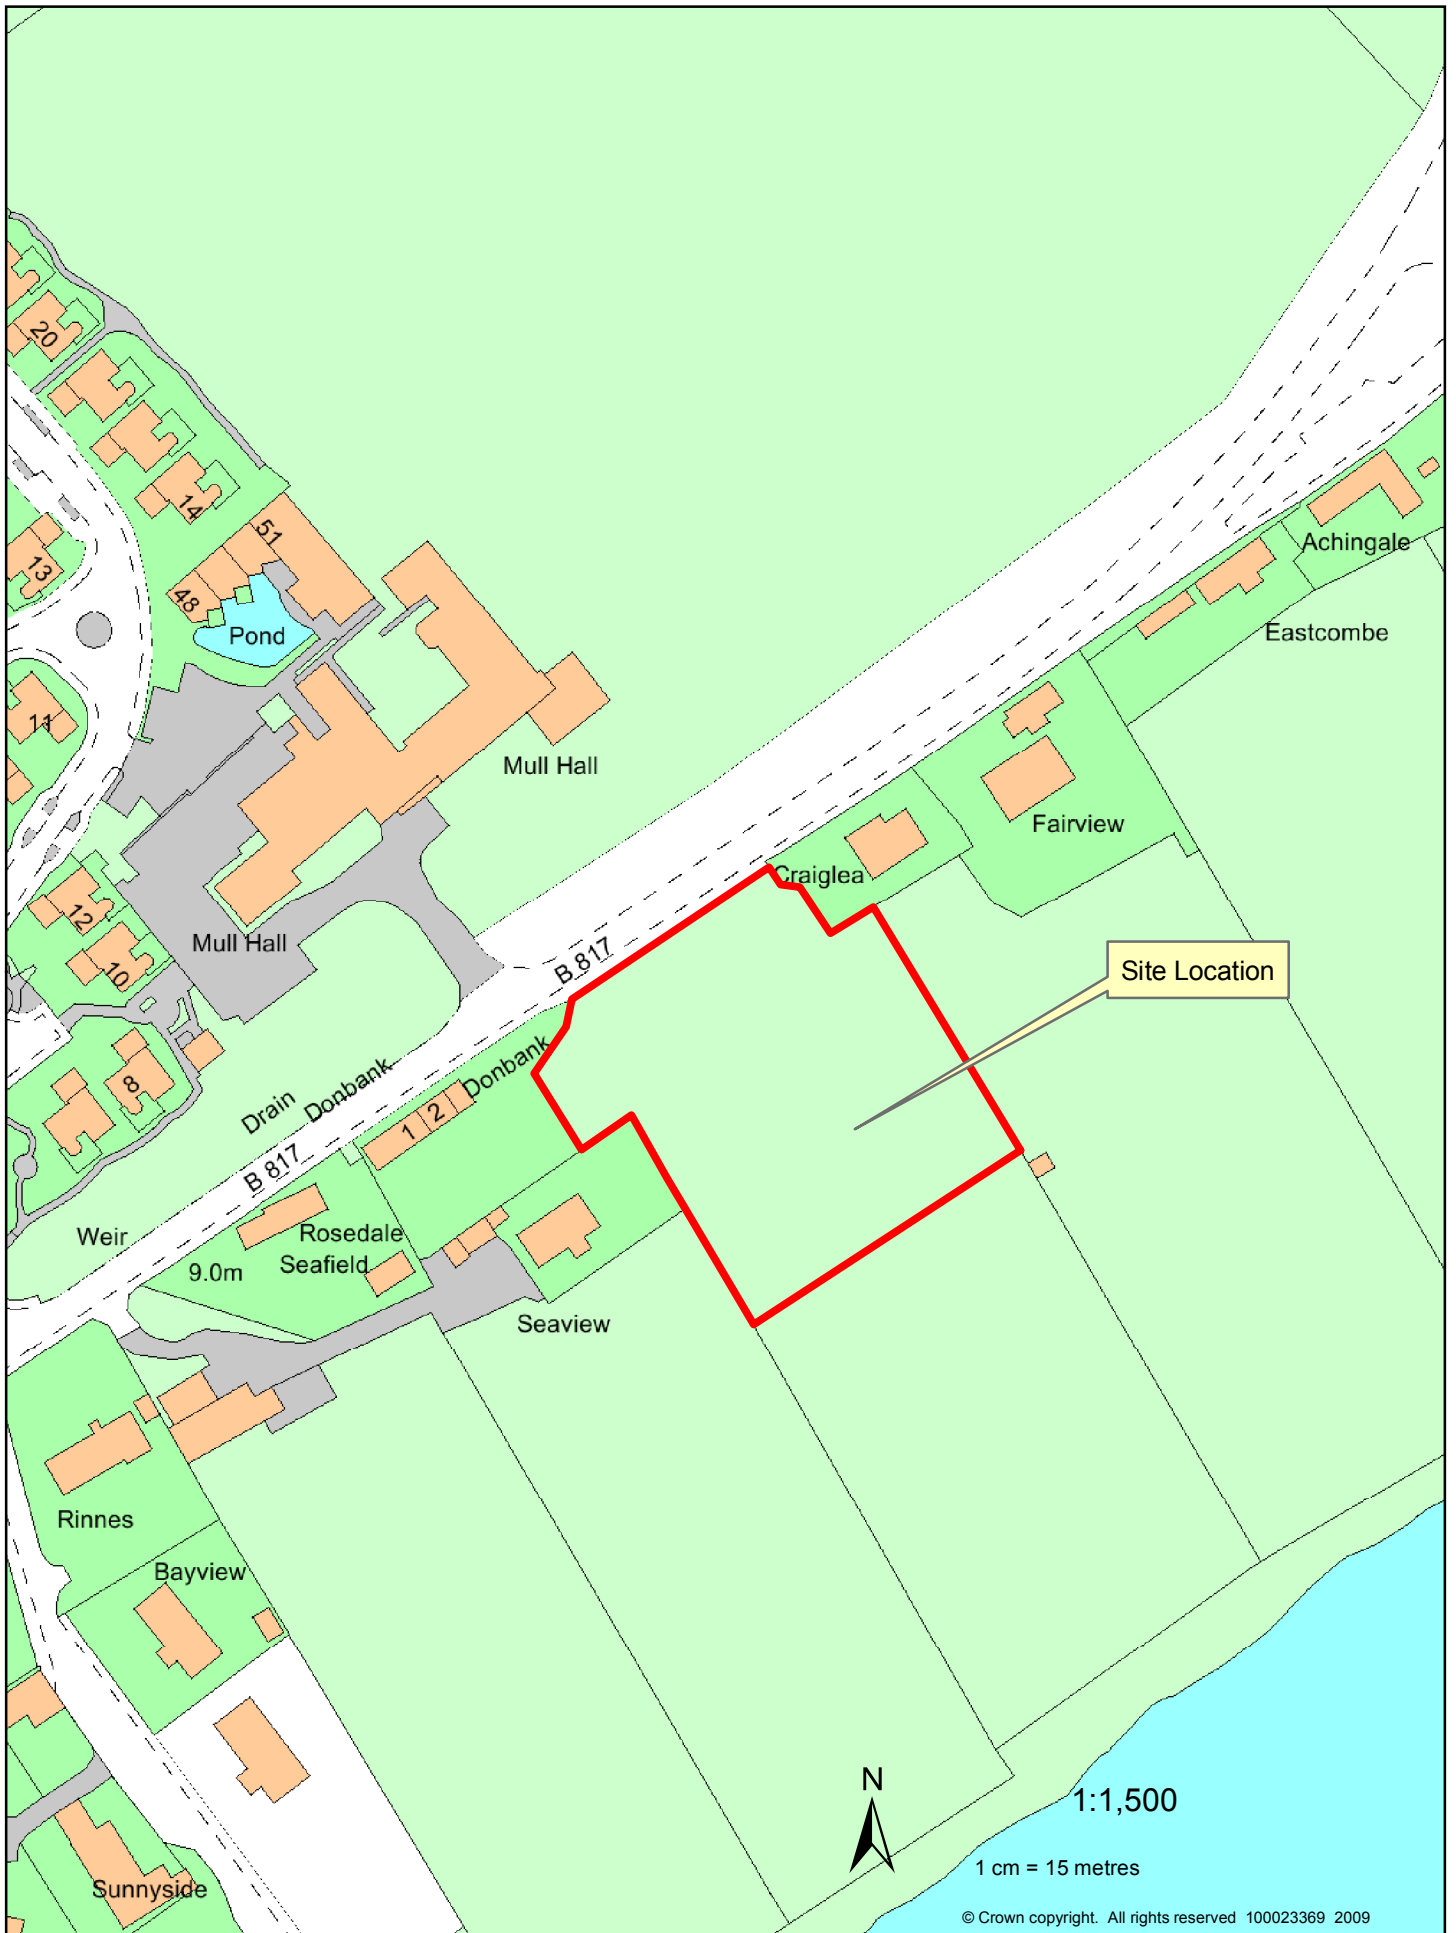 20
14
51
13
48
Pond
Achingale
Eastcombe
11
Mull Hall
Fairview
Craiglea
12
Mull Hall
10
B 817
Site Location
8
Donbank
Drain
Donbank
2
1
B 817
Weir
Rosedale
Seafield
9.0m
Seaview
Rinnes
Bayview
N
1:1,500
1 cm = 15 metres
Sunnyside
© Crown copyright. All rights reserved 100023369 2009